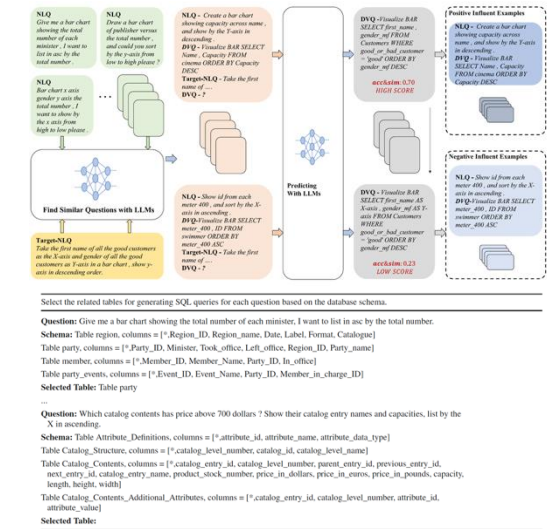 NLQ
Give me a bar chart
showing the total
number of each
minister , I want to
list in asc by the
total number .
NLQ
Draw a bar chart
of publisher versus
the total number ,
and could you sort
by the y-axis from
low to high please ?
NLQ
Bar chart x axis
gender y axis the
total number , I
want to show by
the x axis from
high to low please .
Find Similar Questions with LLMs
Target-NLQ
Take the first name of all the good customers
as the X-axis and gender of all the good
customers as Y-axis in a bar chart , show y-
axis in descending order.
NLQ - Create a bar chart
showing capacity across name ,
and show by the Y-axis in
descending .
DVQ - Visualize BAR SELECT
Name , Capacity FROM
cinema ORDER BY Capacity
DESC
Target-NLQ - Take the first
name of ....
DVQ - ?
NLQ - Show id from each
meter 400 , and sort by the X-
axis in ascending .
DVQ-Visualize BAR SELECT
meter_400 , ID FROM
swimmer ORDER BY
meter_400 ASC
Target-NLQ - Take the first
name of ....
DVQ - ?
Predicting
With LLMs
DVQ - Visualize BAR
SELECT first_name ,
gender_mf FROM
Customers WHERE
good_or_bad_customer
= 'good' ORDER BY
gender_mf DESC
acc&sim: 0.70
HIGH SCORE
DVQ - Visualize BAR
SELECT first_name AS
X-axis , gender_mf AS Y-
axis FROM Customers
WHERE
good_or_bad_customer =
'good' ORDER BY
gender_mf DESC
acc&sim: 0.23
LOW SCORE
Positive Influent Examples
NLQ - Create a bar chart
showing capacity across
name , and show by the Y-axis
in descending .
DVQ - Visualize BAR
SELECT Name , Capacity
FROM cinema ORDER BY
Capacity DESC
Negative Influent Examples
NLQ - Show id from each
meter 400 , and sort by the X-
axis in ascending .
DVQ-Visualize BAR SELECT
meter_400 , ID FROM
swimmer ORDER BY
meter_400 ASC
Select the related tables for generating SQL queries for each question based on the database schema.
Question: Give me a bar chart showing the total number of each minister, I want to list in asc by the total number.
Schema: Table region, columns = [*,Region_ID, Region_name, Date, Label, Format, Catalogue]
Table party, columns = [*,Party_ID, Minister, Took_office, Left_office, Region_ID, Party_name]
Table member, columns = [*,Member_ID, Member_Name, Party_ID, In_office]
Table party_events, columns = [*,Event_ID, Event_Name, Party_ID, Member_in_charge_ID]
Selected Table: Table party
...
Question: Which catalog contents has price above 700 dollars ? Show their catalog entry names and capacities, list by the
X in ascending.
Schema: Table Attribute_Definitions, columns = [*,attribute_id, attribute_name, attribute_data_type]
Table Catalog_Structure, columns = [*,catalog_level_number, catalog_id, catalog_level_name]
Table Catalog_Contents, columns = [*,catalog_entry_id, catalog_level_number, parent_entry_id, previous_entry_id,
next_entry_id, catalog_entry_name, product_stock_number, price_in_dollars, price_in_euros, price_in_pounds, capacity,
length, height, width]
Table Catalog_Contents_Additional_Attributes, columns = [*,catalog_entry_id, catalog_level_number, attribute_id,
attribute_value]
Selected Table: